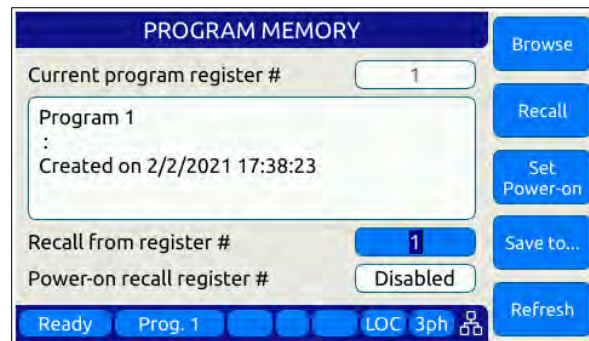 PROGRAM MEMORY
Current program register # 1
Program 1
:
Created on 2/2/2021 17:38:23
Recall from register # 1
Power-on recall register # Disabled
Ready Prog. 1 LOC 3ph
Browse
Recall
Set
Power-on
Save to...
Refresh